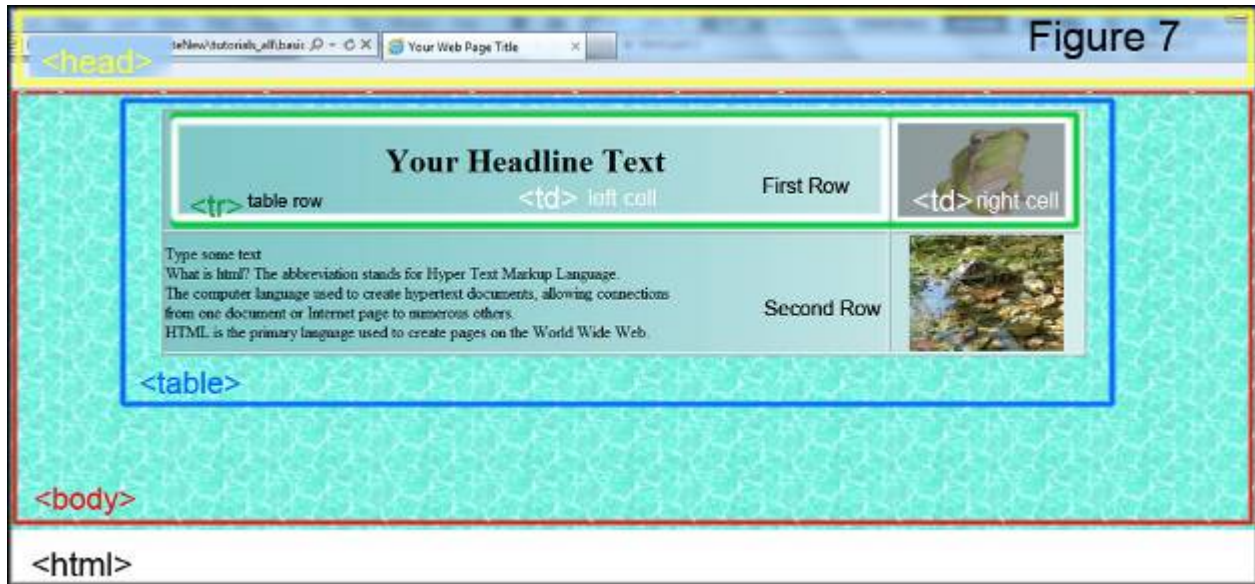 Figure 7
teNew\tutorials_all\basic
Your Web Page Title
<head>
Your Headline Text
First Row
<tr> table row
<td> left cell
<td> right cell
Type some text
What is html? The abbreviation stands for Hyper Text Markup Language.
The computer language used to create hypertext documents, allowing connections
from one document or Internet page to numerous others.
HTML is the primary language used to create pages on the World Wide Web.
Second Row
<table>
<body>
<html>